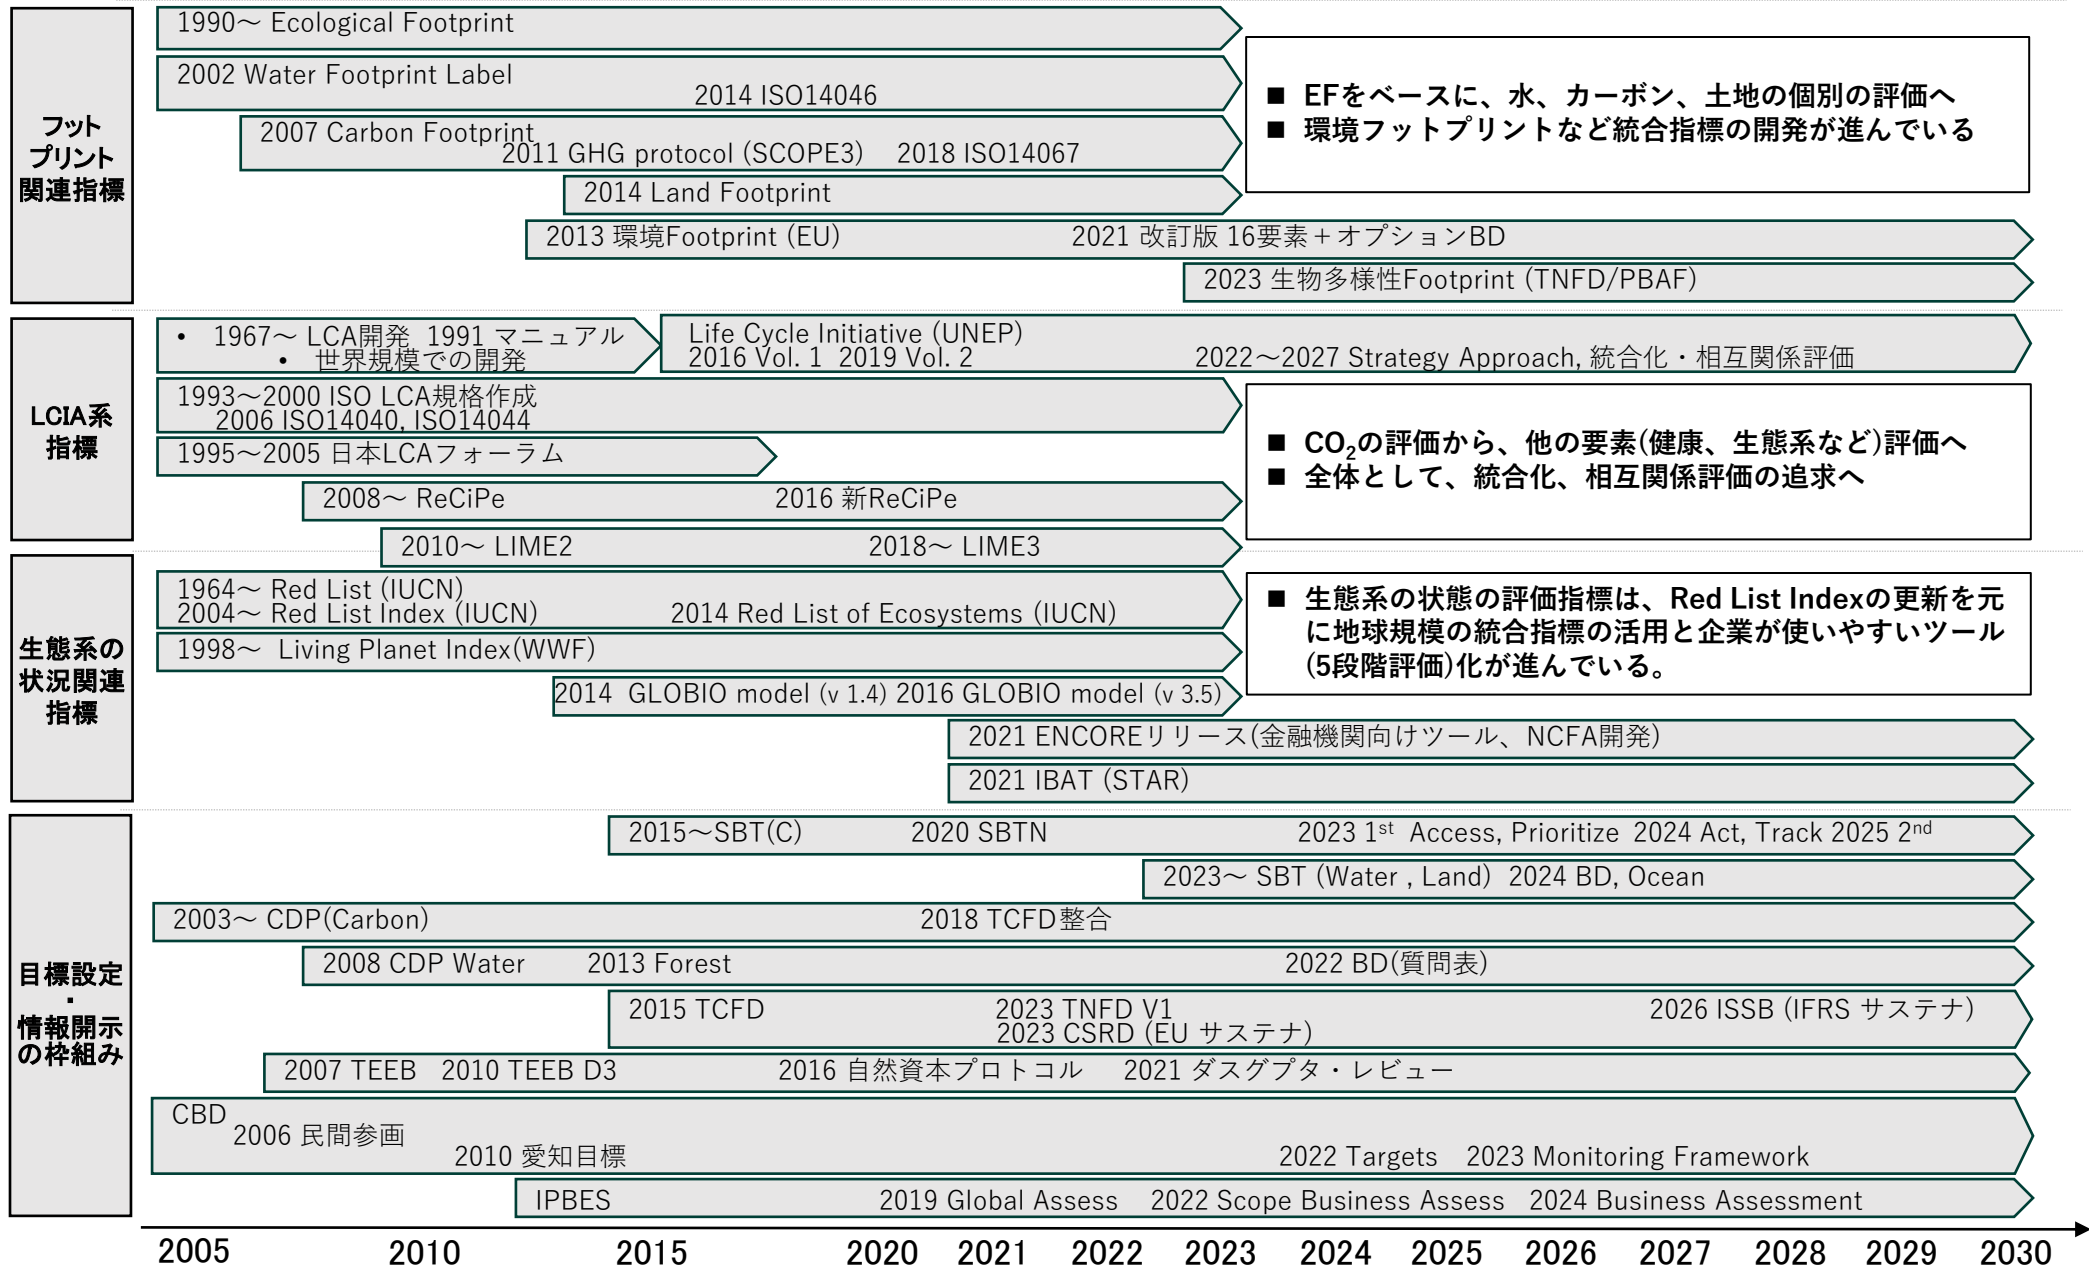 フット
プリント
関連指標
1990～ Ecological Footprint
2002 Water Footprint Label
2014 ISO14046
2007 Carbon Footprint
2011 GHG protocol (SCOPE3) 2018 ISO14067
2014 Land Footprint
2013 環境Footprint (EU) 2021 改訂版 16要素＋オプションBD
2023 生物多様性Footprint (TNFD/PBAF)
■ EFをベースに、水、カーボン、土地の個別の評価へ
■ 環境フットプリントなど統合指標の開発が進んでいる
LCIA系
指標
• 1967～ LCA開発 1991 マニュアル
• 世界規模での開発
Life Cycle Initiative (UNEP)
2016 Vol. 1 2019 Vol. 2 2022～2027 Strategy Approach, 統合化・相互関係評価
1993～2000 ISO LCA規格作成
2006 ISO14040, ISO14044
1995～2005 日本LCAフォーラム
2008～ ReCiPe 2016 新ReCiPe
2010～ LIME2 2018～ LIME3
■ CO2の評価から、他の要素(健康、生態系など)評価へ
■ 全体として、統合化、相互関係評価の追求へ
生態系の
状況関連
指標
1964～ Red List (IUCN)
2004～ Red List Index (IUCN) 2014 Red List of Ecosystems (IUCN)
1998～ Living Planet Index(WWF)
2014 GLOBIO model (v 1.4) 2016 GLOBIO model (v 3.5)
2021 ENCOREリリース(金融機関向けツール、NCFA開発)
2021 IBAT (STAR)
■ 生態系の状態の評価指標は、Red List Indexの更新を元
に地球規模の統合指標の活用と企業が使いやすいツール
(5段階評価)化が進んでいる。
目標設定
・
情報開示
の枠組み
2015～SBT(C) 2020 SBTN 2023 1st Access, Prioritize 2024 Act, Track 2025 2nd
2023～ SBT (Water , Land) 2024 BD, Ocean
2003～ CDP(Carbon) 2018 TCFD整合
2008 CDP Water 2013 Forest 2022 BD(質問表)
2015 TCFD 2023 TNFD V1 2026 ISSB (IFRS サステナ)
2023 CSRD (EU サステナ)
2007 TEEB 2010 TEEB D3 2016 自然資本プロトコル 2021 ダスグプタ・レビュー
CBD
2006 民間参画
2010 愛知目標 2022 Targets 2023 Monitoring Framework
IPBES 2019 Global Assess 2022 Scope Business Assess 2024 Business Assessment
2005 2010 2015 2020 2021 2022 2023 2024 2025 2026 2027 2028 2029 2030